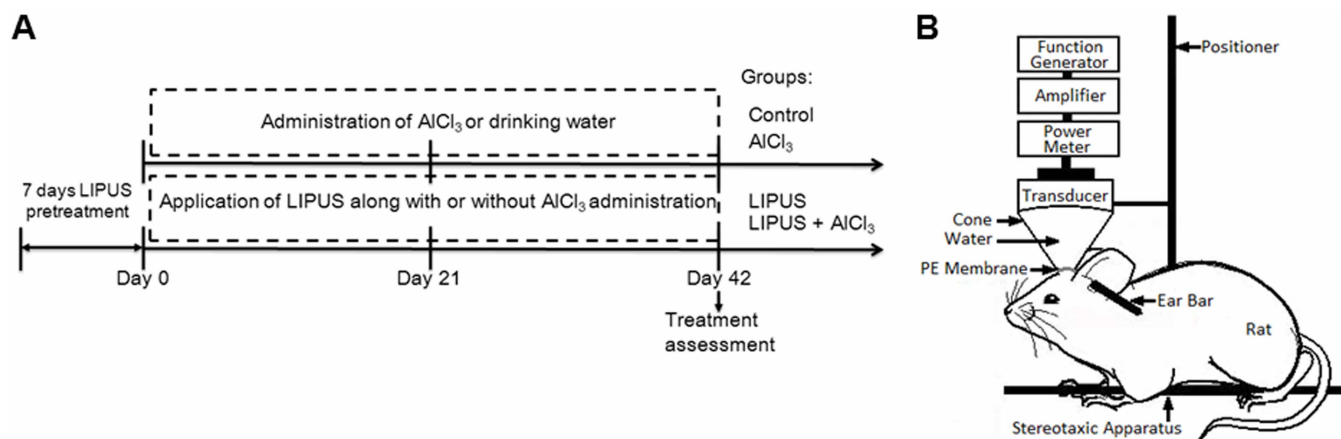 A
Groups:
Administration of AlCl₃ or drinking water
Control
AlCl₃
7 days LIPUS
pretreatment
Application of LIPUS along with or without AlCl₃ administration
LIPUS
LIPUS + AlCl₃
Day 0
Day 21
Day 42
Treatment
assessment
B
Function
Generator
Positioner
Amplifier
Power
Meter
Transducer
Cone
Water
PE Membrane
Ear Bar
Rat
Stereotaxic Apparatus